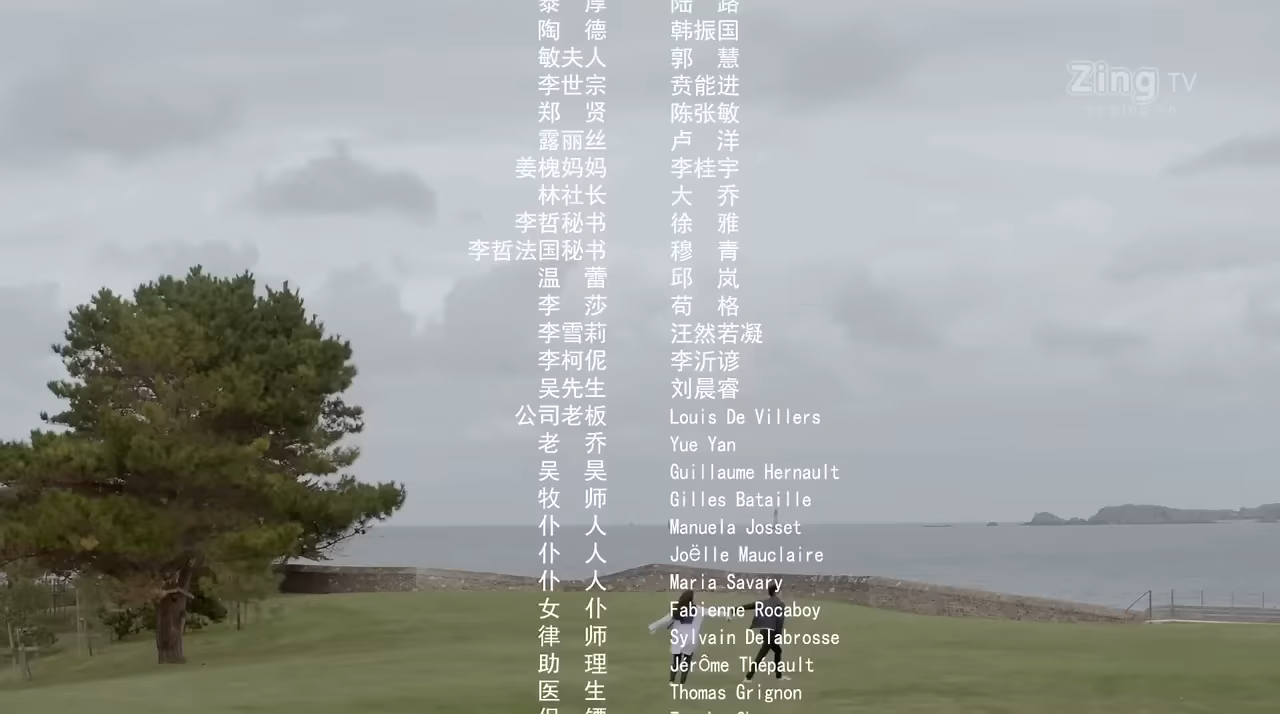 泰 厚 陆 路
陶 德 韩振国
敏夫人 郭 慧
李世宗 贲能进
郑 贤 陈张敏
露丽丝 卢 洋
姜槐妈妈 李桂宇
林社长 大 乔
李哲秘书 徐 雅
李哲法国秘书 穆 青
温 蕾 邱 岚
李 莎 苟 格
李雪莉 汪然若凝
李柯伲 李沂谚
吴先生 刘晨睿
公司老板 Louis De Villers
老 乔 Yue Yan
吴 昊 Guillaume Hernault
牧 师 Gilles Bataille
仆 人 Manuela Josset
仆 人 Joëlle Mauclaire
仆 人 Maria Savary
女 仆 Fabienne Rocaboy
律 师 Sylvain Delabrosse
助 理 JérÔme Thépault
医 生 Thomas Grignon
保 镖
Zing TV